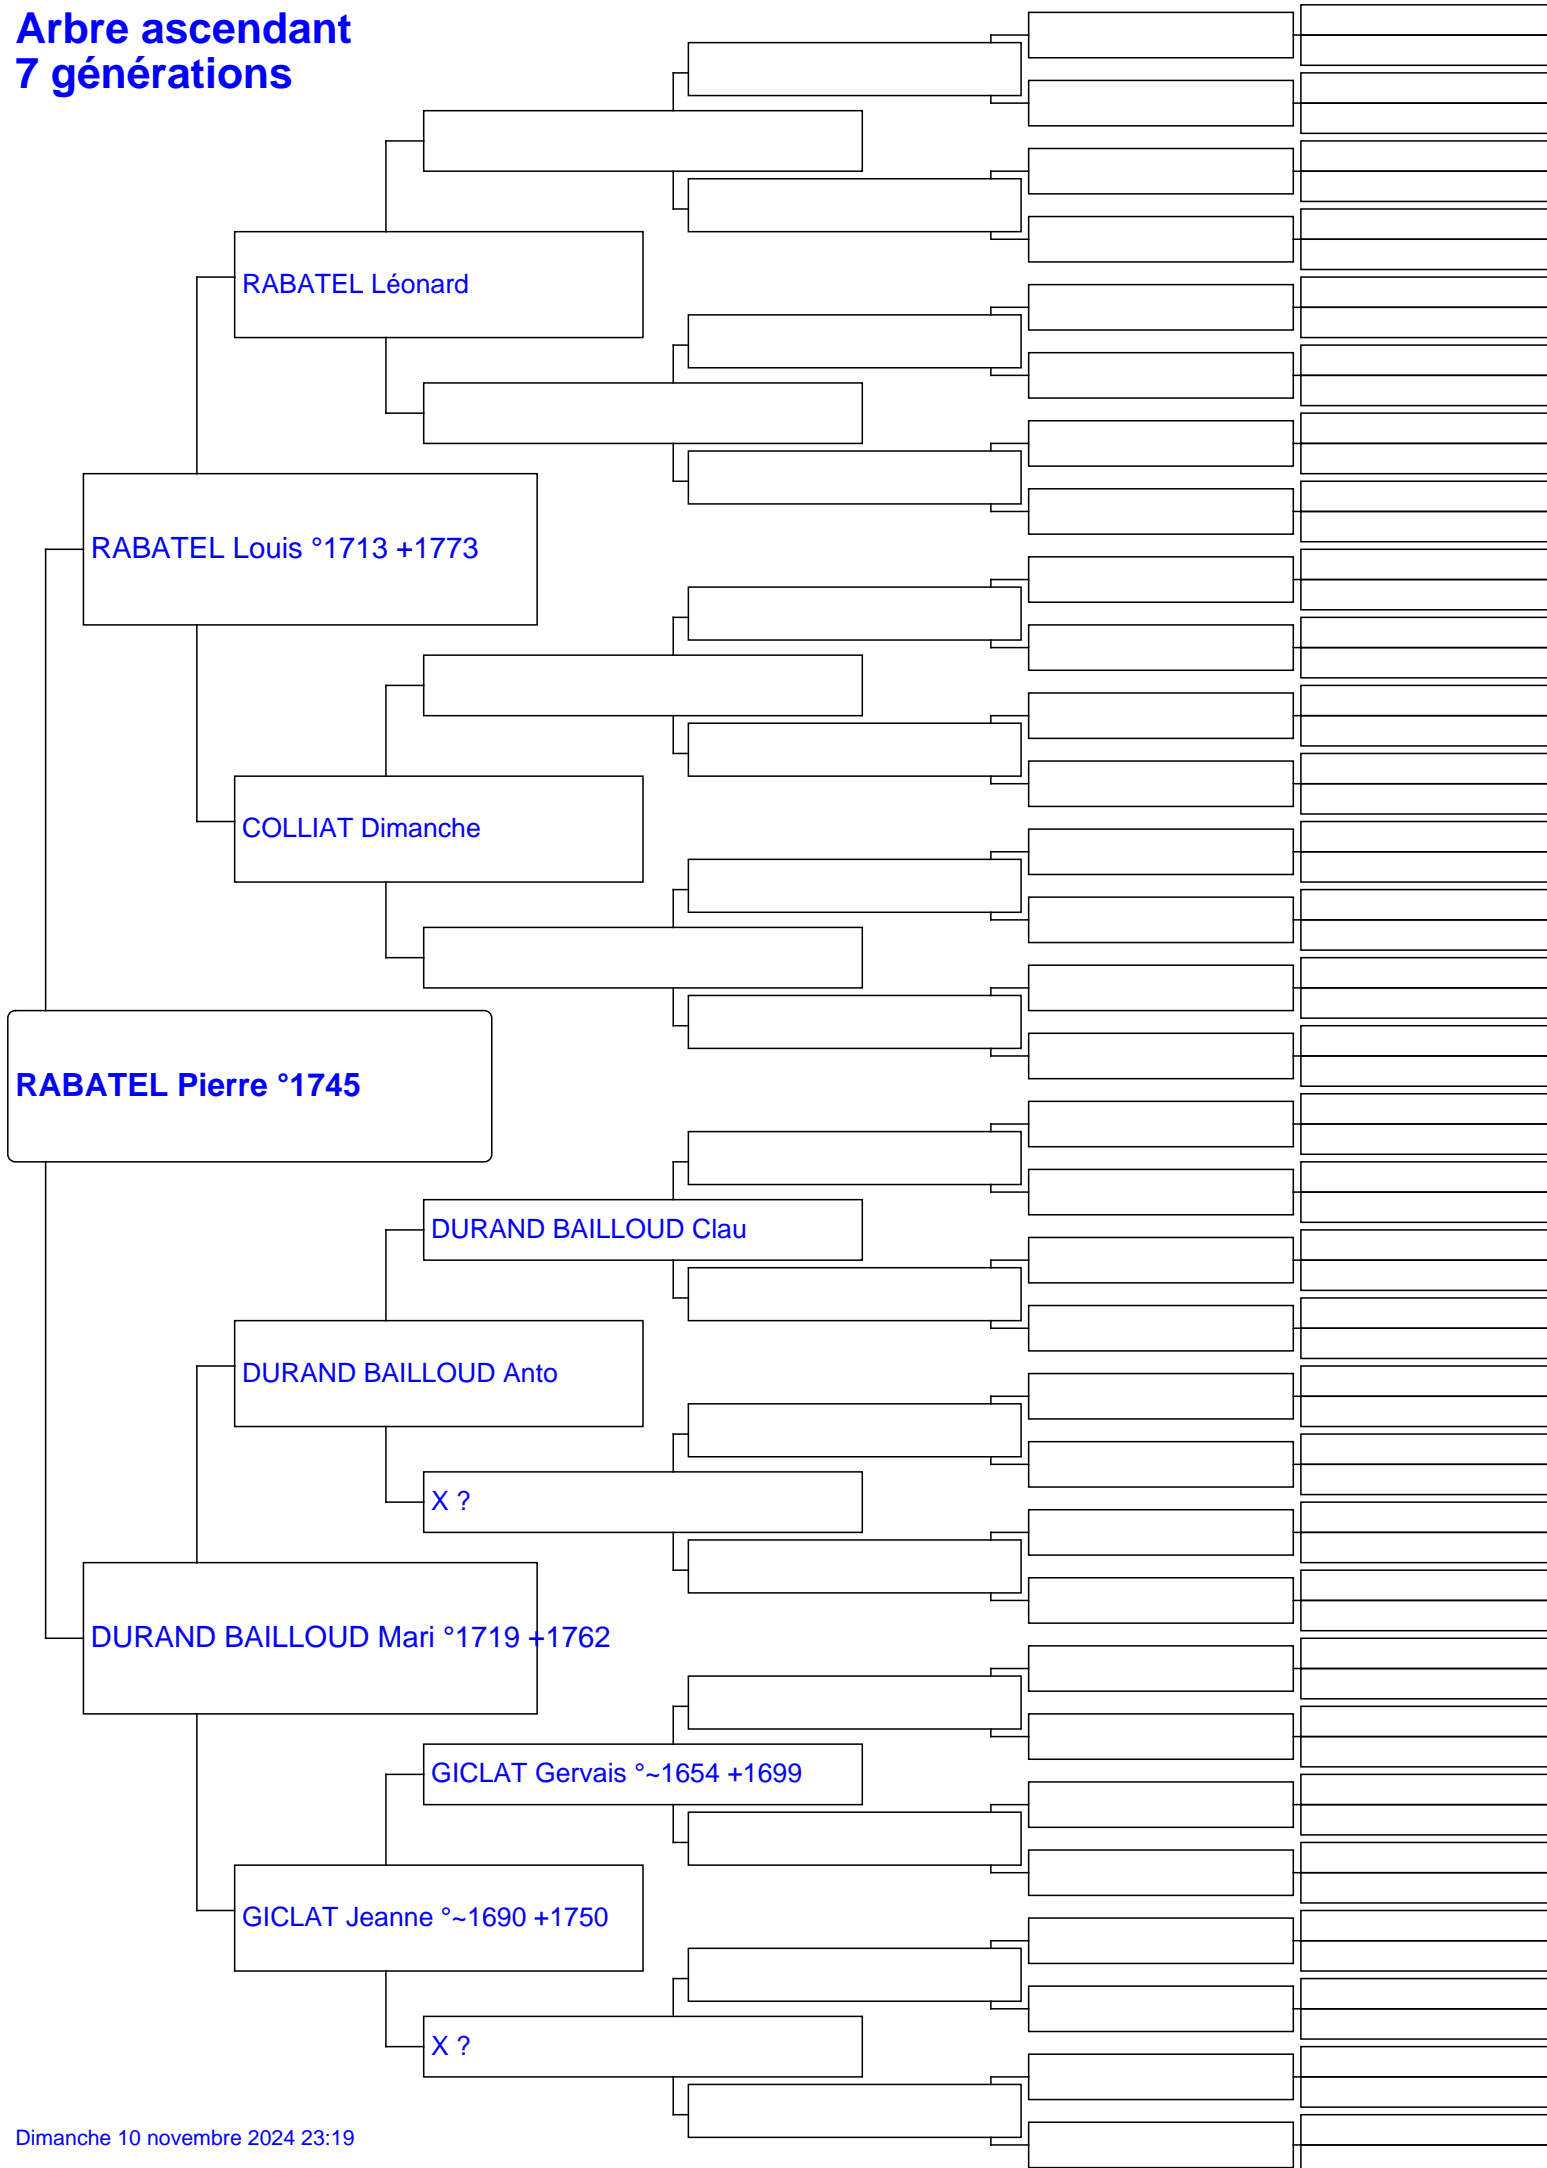 Arbre ascendant
7 générations
RABATEL Léonard
RABATEL Louis °1713 +1773
COLLIAT Dimanche
RABATEL Pierre °1745
DURAND BAILLOUD Clau
DURAND BAILLOUD Anto
X ?
DURAND BAILLOUD Mari °1719 +1762
GICLAT Gervais °~1654 +1699
GICLAT Jeanne °~1690 +1750
X ?
Dimanche 10 novembre 2024 23:19